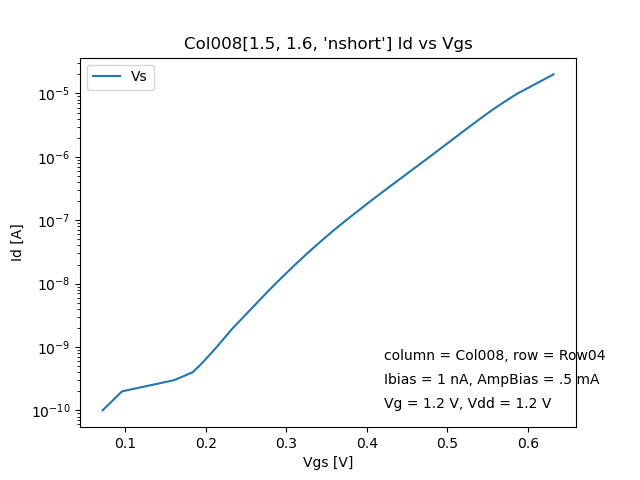 Col008[1.5, 1.6, 'nshort'] Id vs Vgs
Vs
10⁻⁵
10⁻⁶
10⁻⁷
10⁻⁸
10⁻⁹
10⁻¹⁰
Id [A]
column = Col008, row = Row04
Ibias = 1 nA, AmpBias = .5 mA
Vg = 1.2 V, Vdd = 1.2 V
0.1 0.2 0.3 0.4 0.5 0.6
Vgs [V]